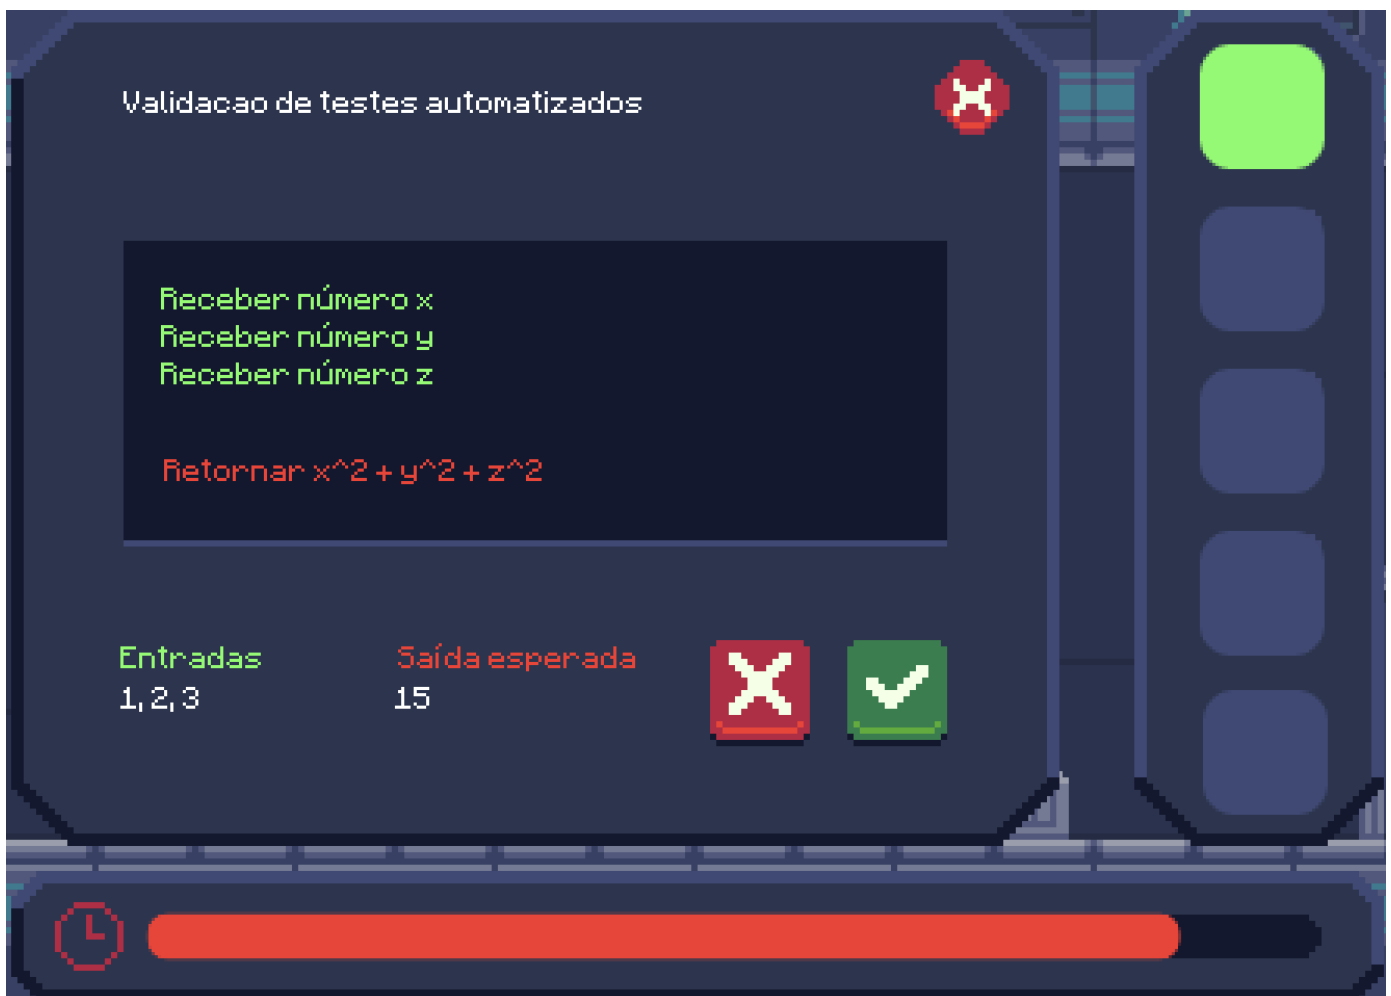 Validacao de testes automatizados
Receber número x
Receber número y
Receber número z
Retornar x^2 + y^2 + z^2
Entradas
1, 2, 3
Saída esperada
15